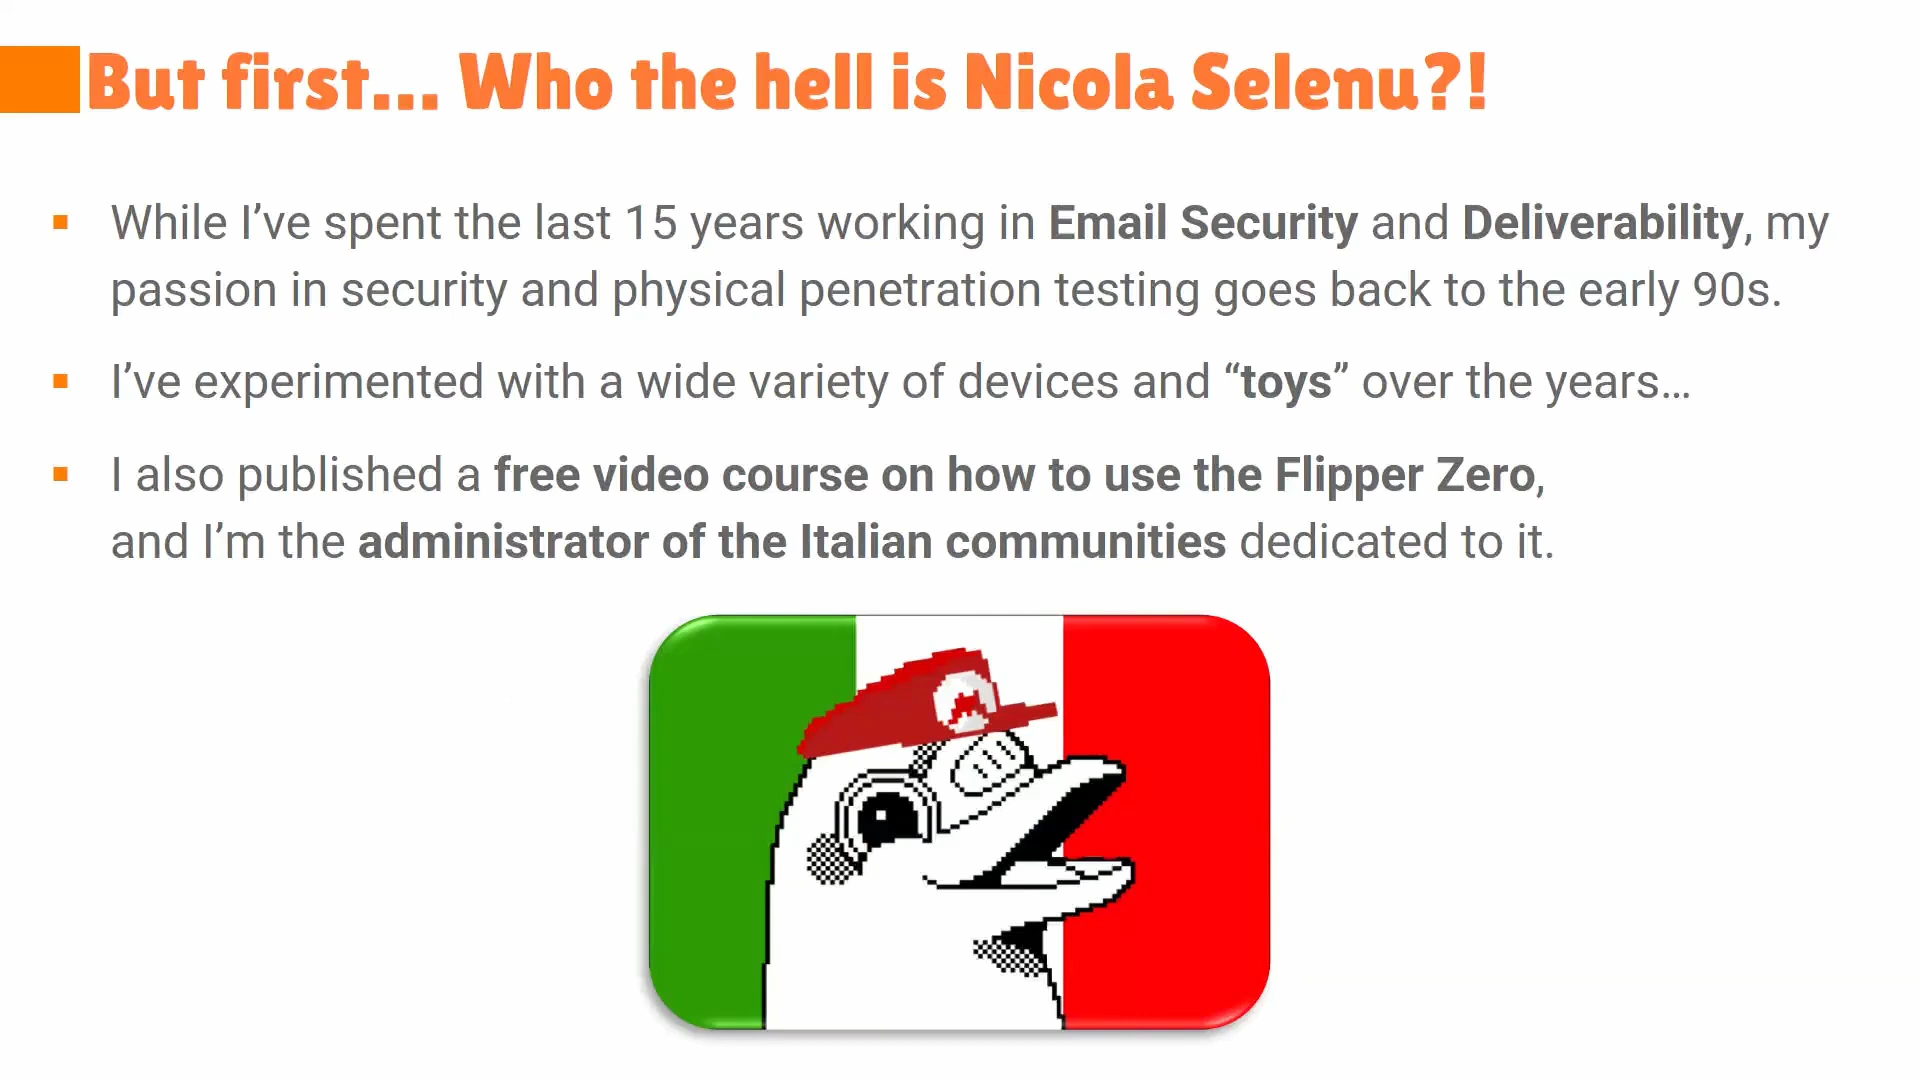 But first... Who the hell is Nicola Selenu?!
While I’ve spent the last 15 years working in Email Security and Deliverability, my
passion in security and physical penetration testing goes back to the early 90s.
I’ve experimented with a wide variety of devices and “toys” over the years…
I also published a free video course on how to use the Flipper Zero,
and I’m the administrator of the Italian communities dedicated to it.